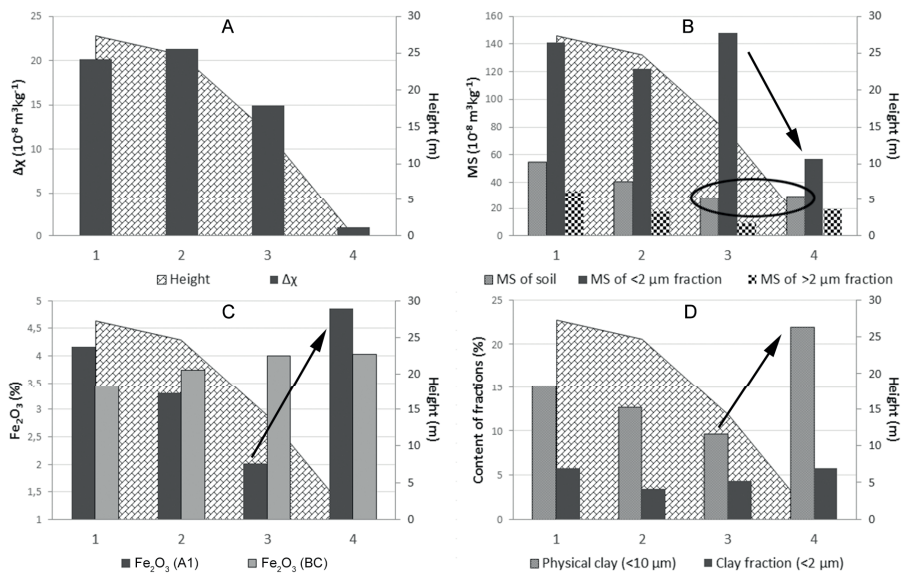 A
25
20
15
10
5
0
Δχ (10⁻⁸ m³kg⁻¹)
30
25
20
15
10
5
0
Height (m)
1 2 3 4
Height Δχ
B
160
140
120
100
80
60
40
20
0
MS (10⁻⁸ m³kg⁻¹)
30
25
20
15
10
5
0
Height (m)
1 2 3 4
MS of soil MS of <2 μm fraction MS of >2 μm fraction
C
5
4,5
4
3,5
3
2,5
2
1,5
1
Fe₂O₃ (%)
30
25
20
15
10
5
0
Height (m)
1 2 3 4
Fe₂O₃ (A1) Fe₂O₃ (BC)
D
25
20
15
10
5
0
Content of fractions (%)
30
25
20
15
10
5
0
Height (m)
1 2 3 4
Physical clay (<10 μm) Clay fraction (<2 μm)